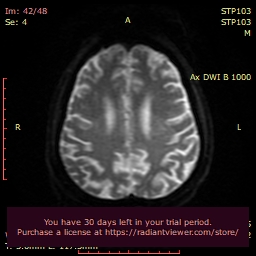 Im: 42/48
Se: 4
A
STP103
STP103
M
Ax DWI B 1000
R
L
You have 30 days left in your trial period.
Purchase a license at https://radiantviewer.com/store/